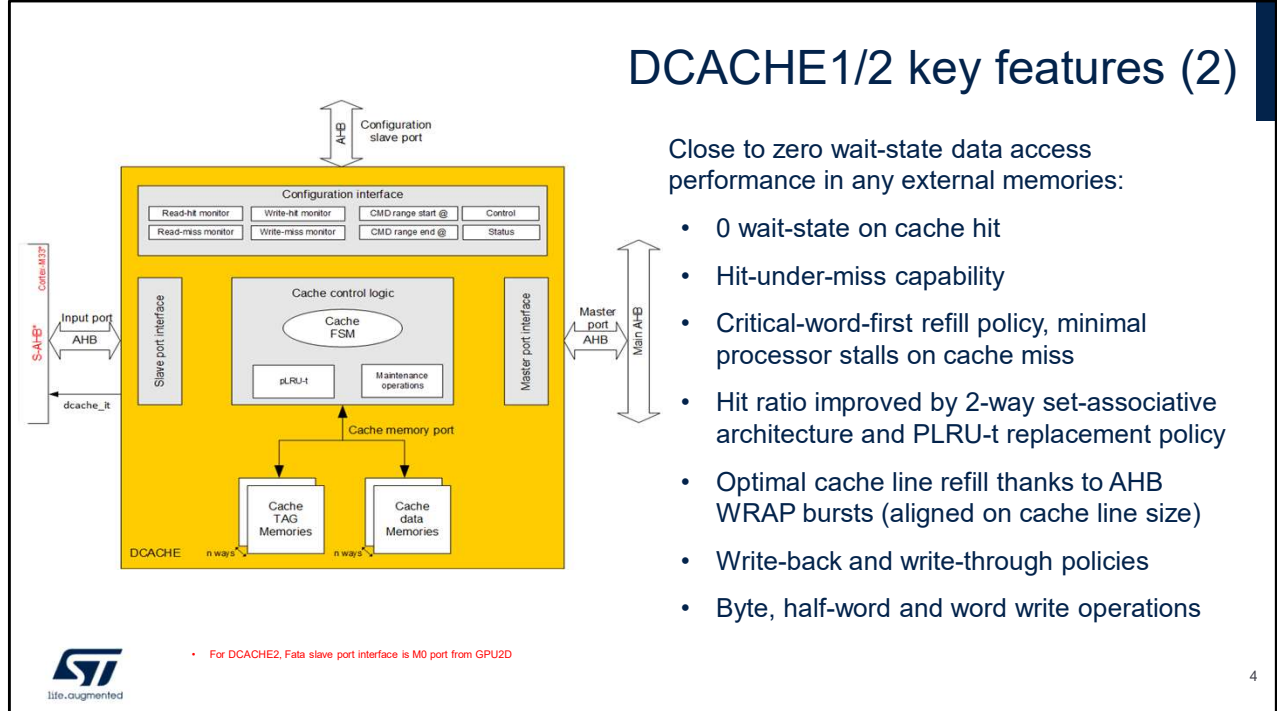 DCACHE1/2 key features (2)
AHB
Configuration
slave port
Configuration interface
Read-hit monitor
Write-hit monitor
CMD range start @
Control
Read-miss monitor
Write-miss monitor
CMD range end @
Status
Cortex-M33*
S-AHB*
Input port
AHB
dcache_it
Slave port interface
Cache control logic
Cache
FSM
pLRU-t
Maintenance
operations
Master port interface
Master
port
AHB
Main AHB
Cache memory port
Cache
TAG
Memories
Cache
data
Memories
DCACHE
n ways
n ways
Close to zero wait-state data access
performance in any external memories:
• 0 wait-state on cache hit
• Hit-under-miss capability
• Critical-word-first refill policy, minimal
processor stalls on cache miss
• Hit ratio improved by 2-way set-associative
architecture and PLRU-t replacement policy
• Optimal cache line refill thanks to AHB
WRAP bursts (aligned on cache line size)
• Write-back and write-through policies
• Byte, half-word and word write operations
• For DCACHE2, Fata slave port interface is M0 port from GPU2D
ST
life.augmented
4